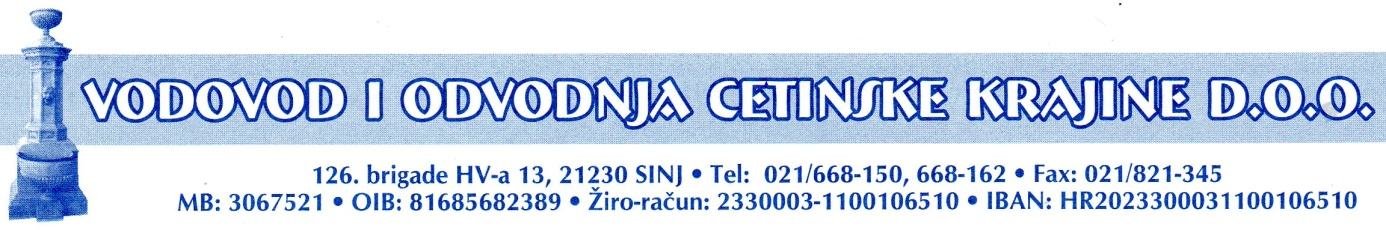 VODOVOD I ODVODNJA CETINSKE KRAJINE D.O.O.
126. brigade HV-a 13, 21230 SINJ • Tel: 021/668-150, 668-162 • Fax: 021/821-345
MB: 3067521 • OIB: 81685682389 • Žiro-račun: 2330003-1100106510 • IBAN: HR2023300031100106510